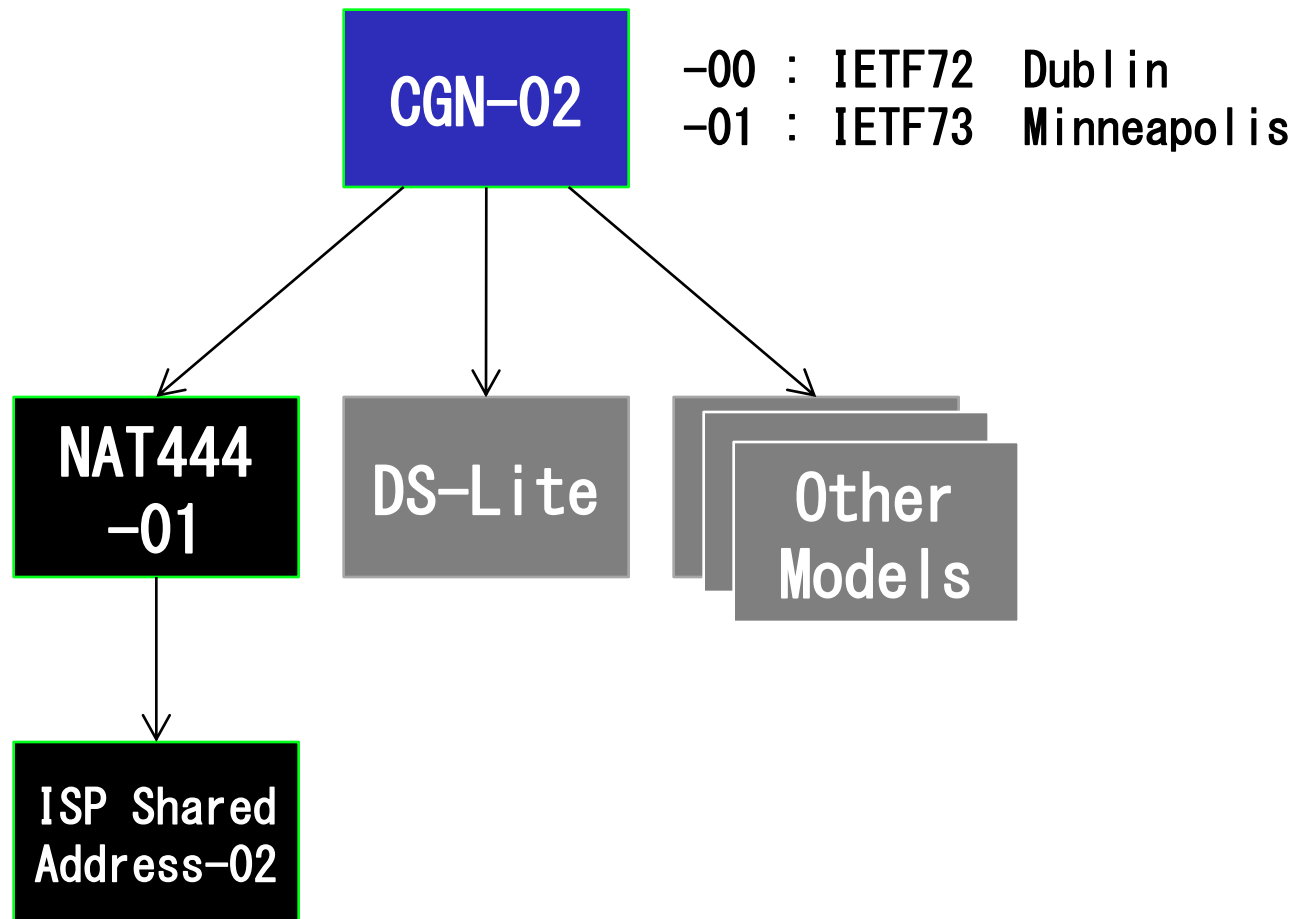 CGN-02
-00 : IETF72 Dublin
-01 : IETF73 Minneapolis
NAT444
-01
DS-Lite
Other
Models
ISP Shared
Address-02